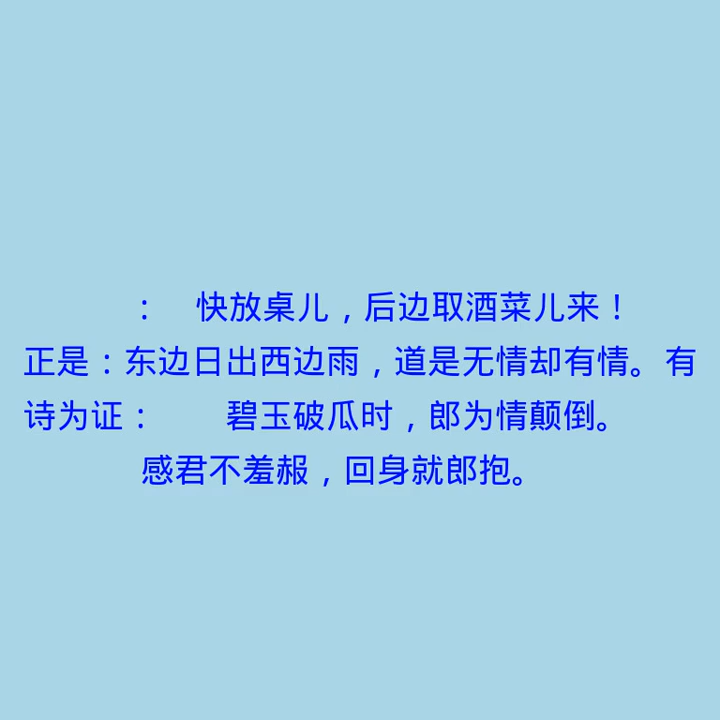 ： 快放桌儿，后边取酒菜儿来！
正是：东边日出西边雨，道是无情却有情。有
诗为证： 碧玉破瓜时，郎为情颠倒。
感君不羞赧，回身就郎抱。